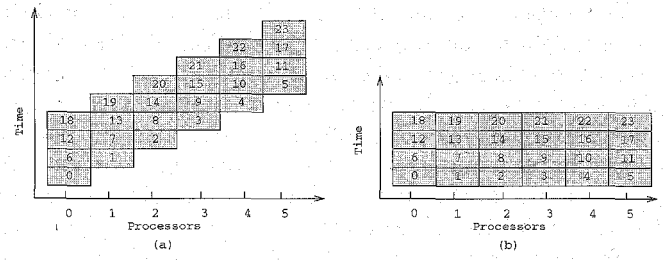 23
22 17
21 16 11
20 15 10 5
19 14 9 4
18 13 8 3
12 7 2
6 1
0
Time
0 1 2 3 4 5
Processors
(a)
18 19 20 21 22 23
12 13 14 15 16 17
6 7 8 9 10 11
0 1 2 3 4 5
Time
0 1 2 3 4 5
Processors
(b)